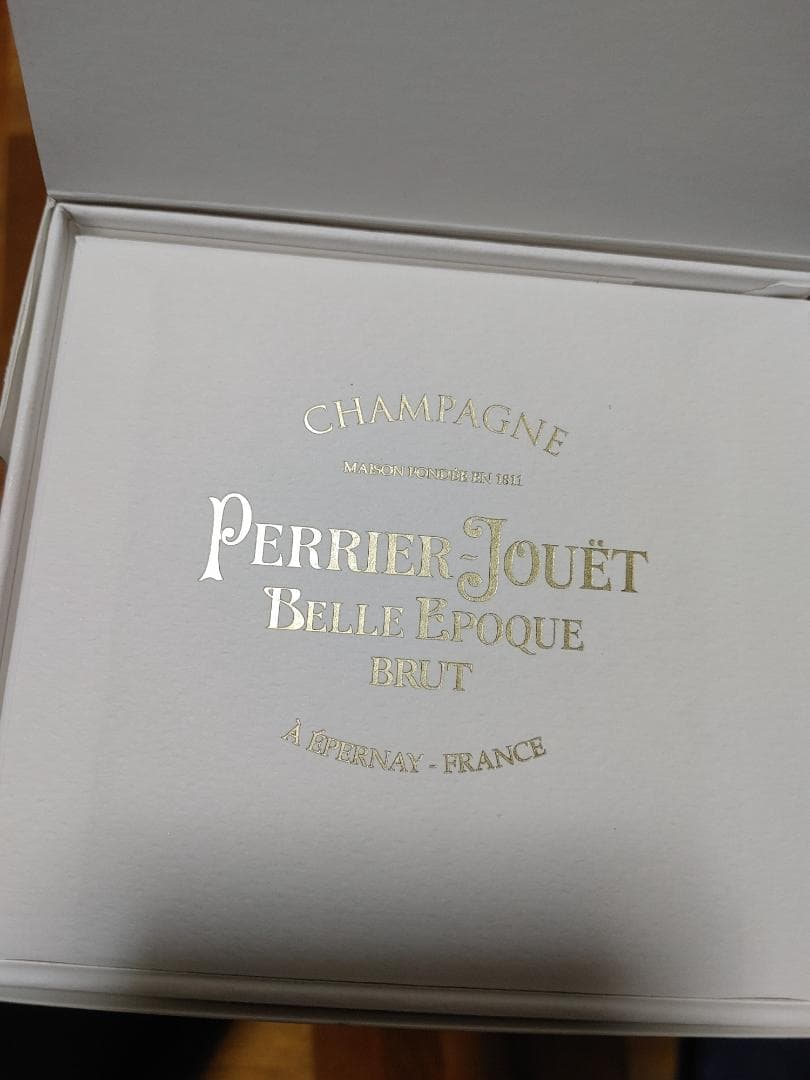 CHAMPAGNE
MAISON FONDÉE EN 1811
PERRIER-JOUËT
BELLE EPOQUE
BRUT
À ÉPERNAY - FRANCE